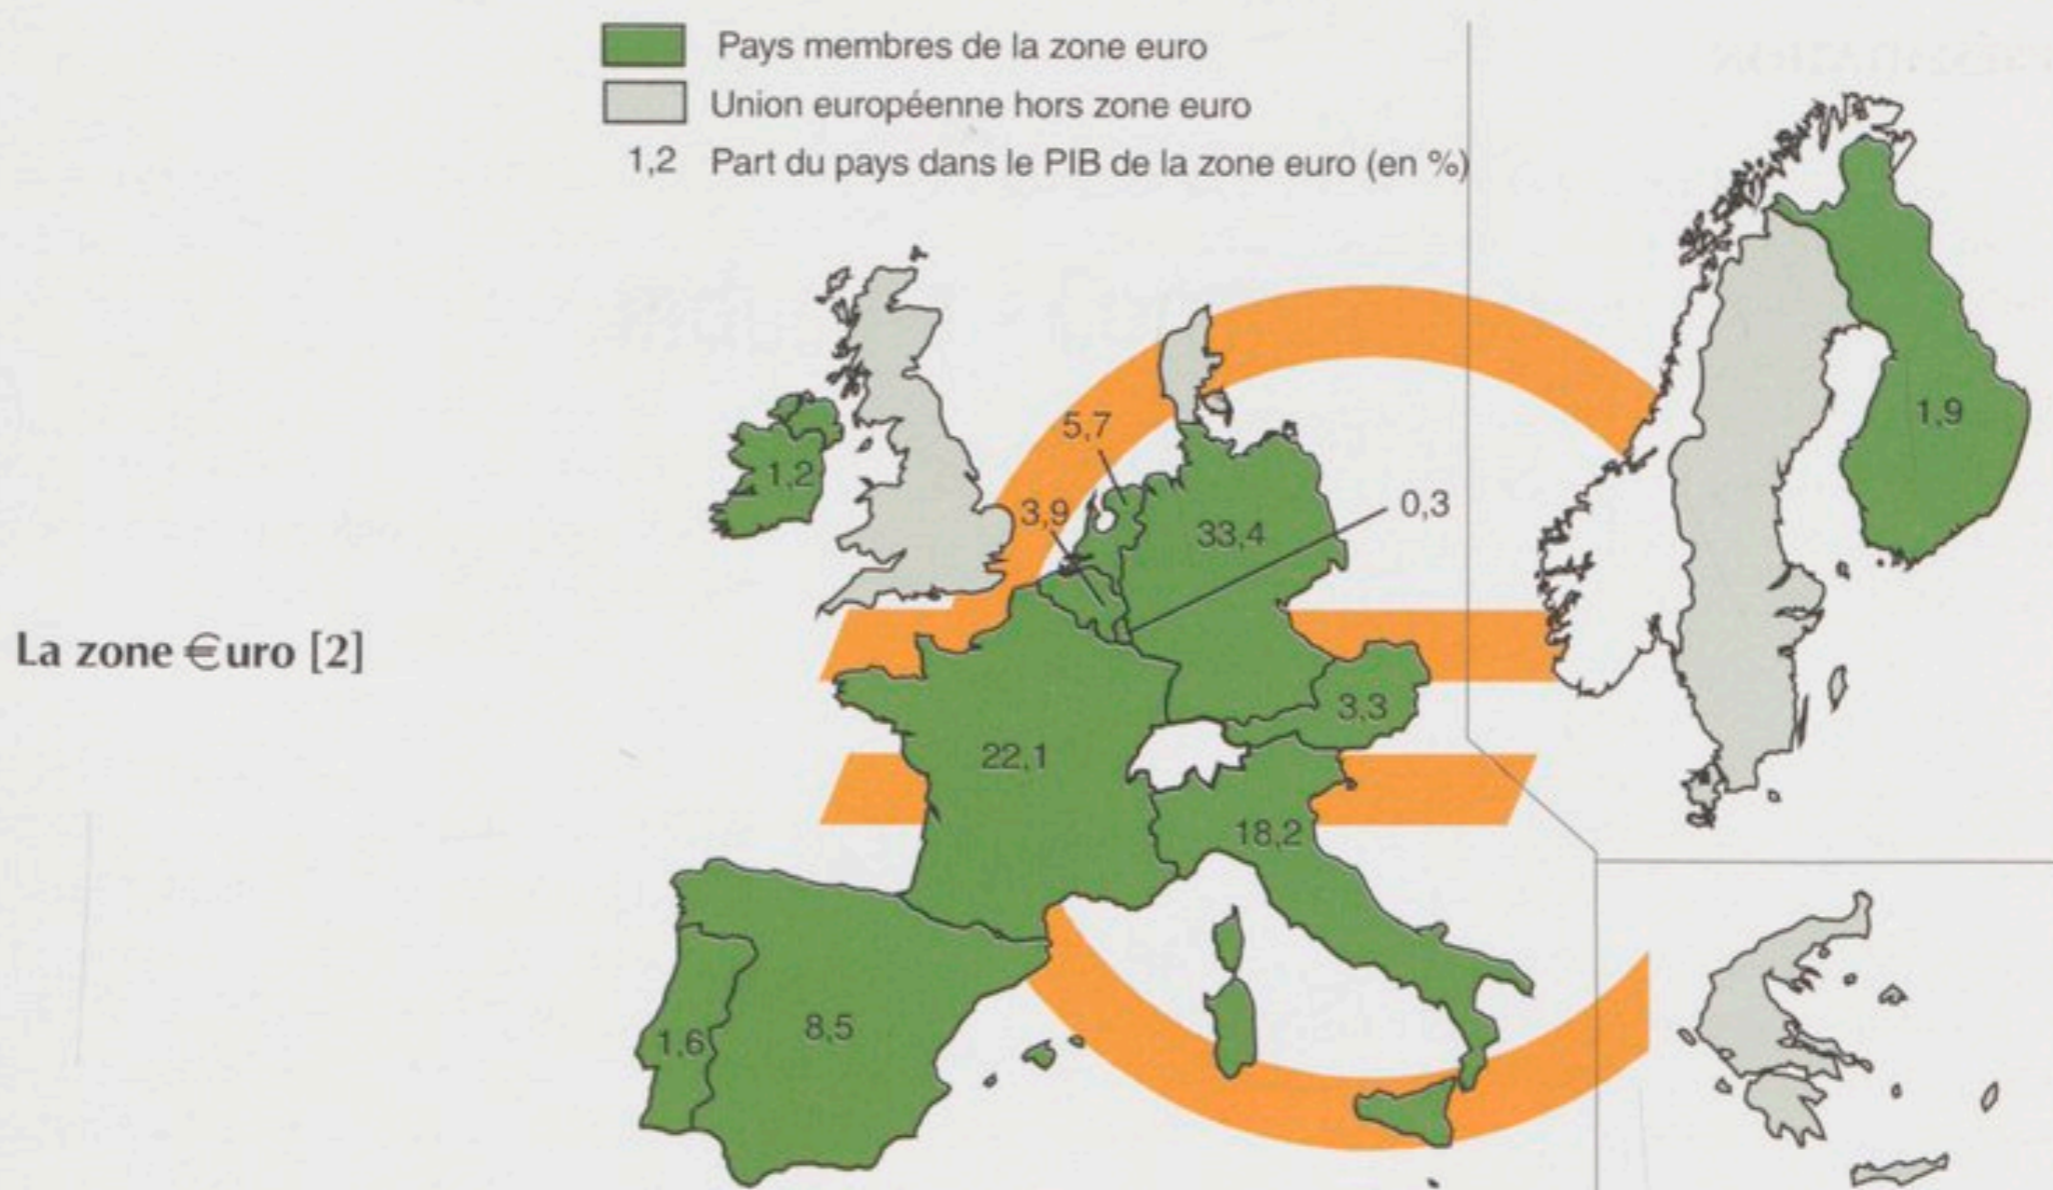 Pays membres de la zone euro
Union européenne hors zone euro
1,2 Part du pays dans le PIB de la zone euro (en %)
5,7
1,9
1,2
3,9
0,3
33,4
La zone €uro [2]
3,3
22,1
18,2
8,5
1,6